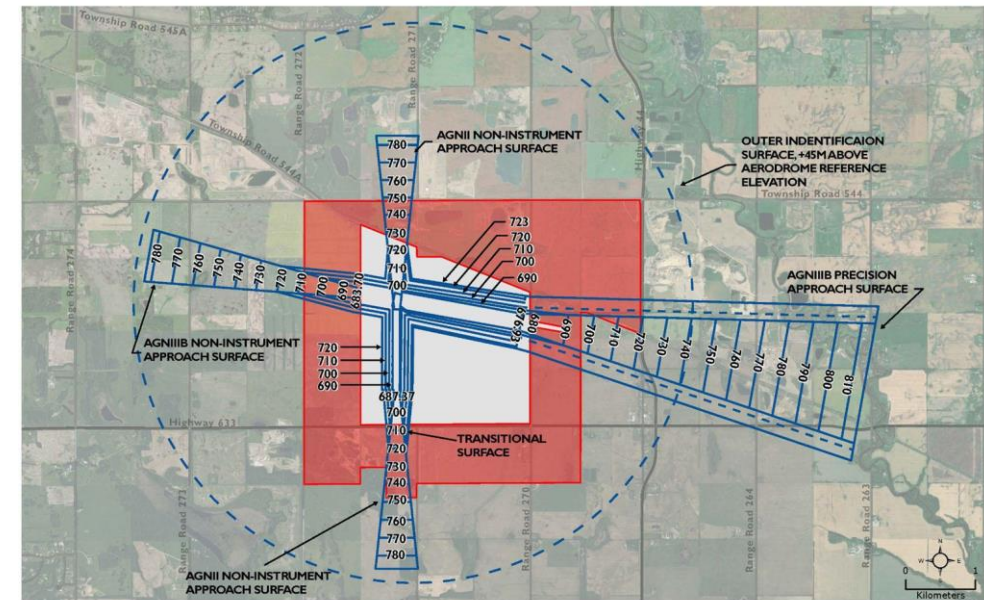 Township Road 545A
Range Road 272
Range Road 271
Highway 44
Township Road 544A
AGNII NON-INSTRUMENT
APPROACH SURFACE
OUTER INDENTIFICAION
SURFACE, +45M ABOVE
AERODROME REFERENCE
ELEVATION
Township Road 544
780
770
760
750
740
730
720
710
700
723
720
710
700
690
Range Road 274
780
770
760
750
740
730
720
710
700
690
683.70
AGNIIIB PRECISION
APPROACH SURFACE
AGNIIIB NON-INSTRUMENT
APPROACH SURFACE
676.93
680
690
700
710
720
730
740
750
760
770
780
790
800
810
720
710
700
690
687.37
700
710
720
730
740
750
760
770
780
Highway 633
TRANSITIONAL
SURFACE
Range Road 273
Range Road 270
Range Road 264
Range Road 263
AGNII NON-INSTRUMENT
APPROACH SURFACE
N
W
E
S
0
1
Kilometers